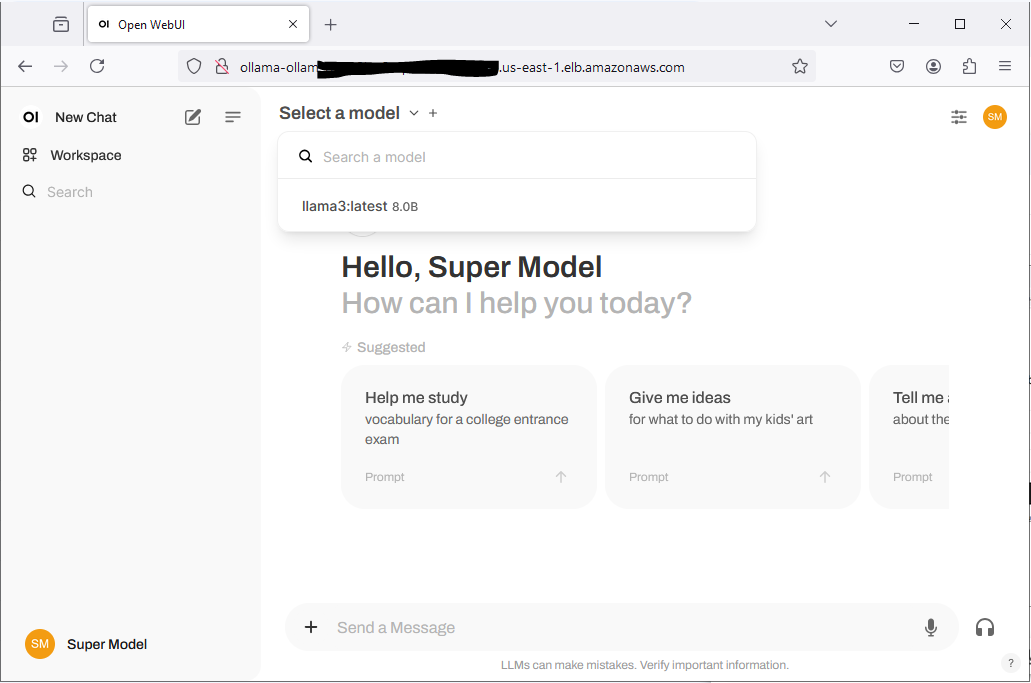 OI Open WebUI
ollama-ollam .us-east-1.elb.amazonaws.com
OI New Chat
Workspace
Search
Select a model
SM
Search a model
llama3:latest 8.0B
Hello, Super Model
How can I help you today?
Suggested
Help me study
vocabulary for a college entrance
exam
Prompt
Give me ideas
for what to do with my kids' art
Prompt
Tell me
about the
Prompt
Send a Message
SM Super Model
LLMs can make mistakes. Verify important information.
?